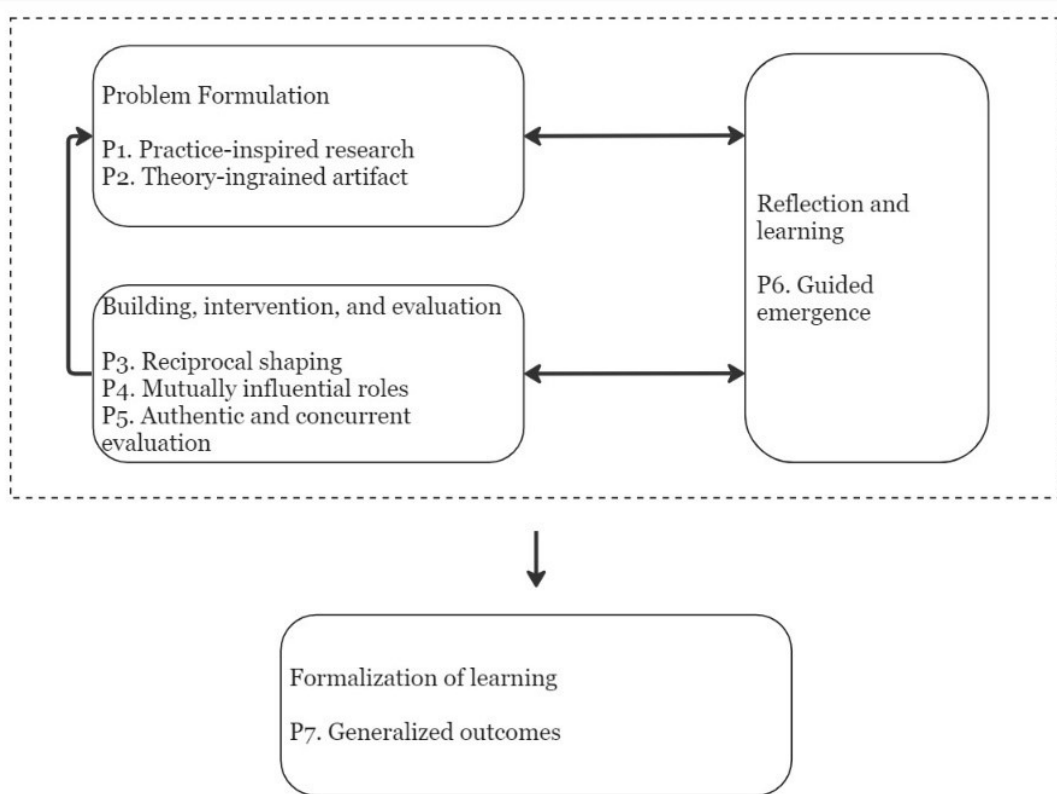 Problem Formulation
P1. Practice-inspired research
P2. Theory-ingrained artifact
Building, intervention, and evaluation
P3. Reciprocal shaping
P4. Mutually influential roles
P5. Authentic and concurrent
evaluation
Reflection and
learning
P6. Guided
emergence
Formalization of learning
P7. Generalized outcomes